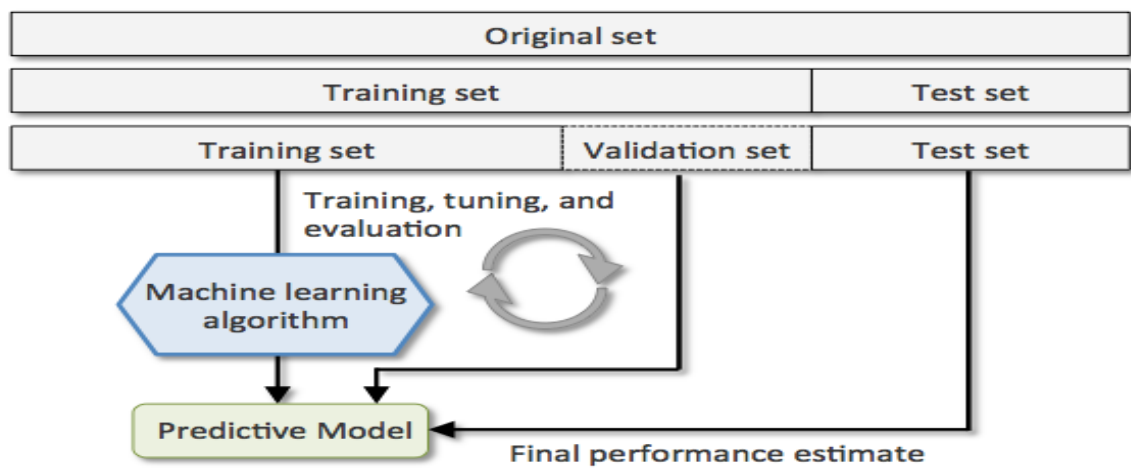 Original set
Training set Test set
Training set Validation set Test set
Training, tuning, and
evaluation
Machine learning
algorithm
Predictive Model
Final performance estimate